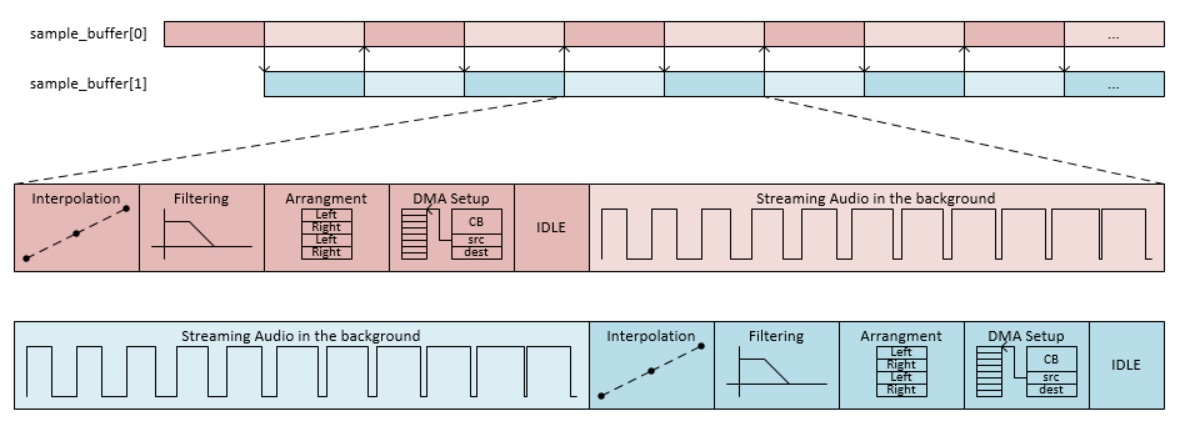 sample_buffer[0]
...
sample_buffer[1]
...
Interpolation
Filtering
Arrangment
Left
Right
Left
Right
DMA Setup
CB
src
dest
IDLE
Streaming Audio in the background
Streaming Audio in the background
Interpolation
Filtering
Arrangment
Left
Right
Left
Right
DMA Setup
CB
src
dest
IDLE